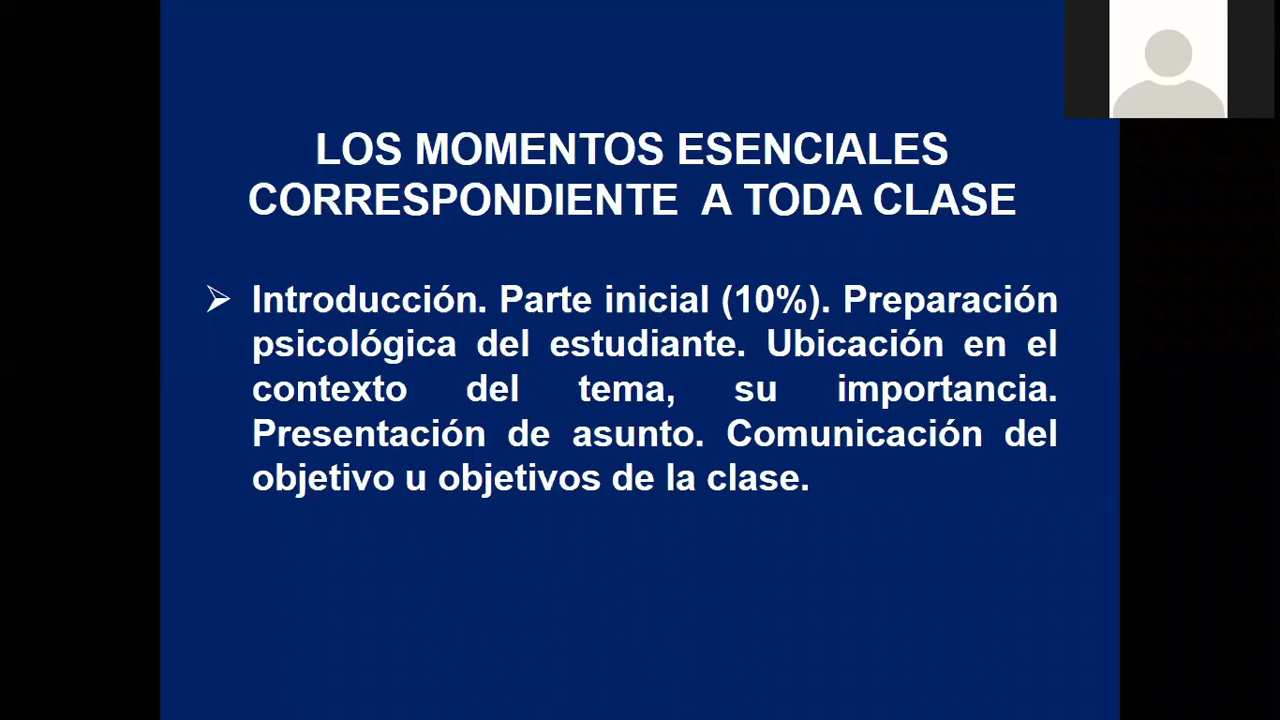 LOS MOMENTOS ESENCIALES
CORRESPONDIENTE A TODA CLASE
Introducción. Parte inicial (10%). Preparación
psicológica del estudiante. Ubicación en el
contexto del tema, su importancia.
Presentación de asunto. Comunicación del
objetivo u objetivos de la clase.